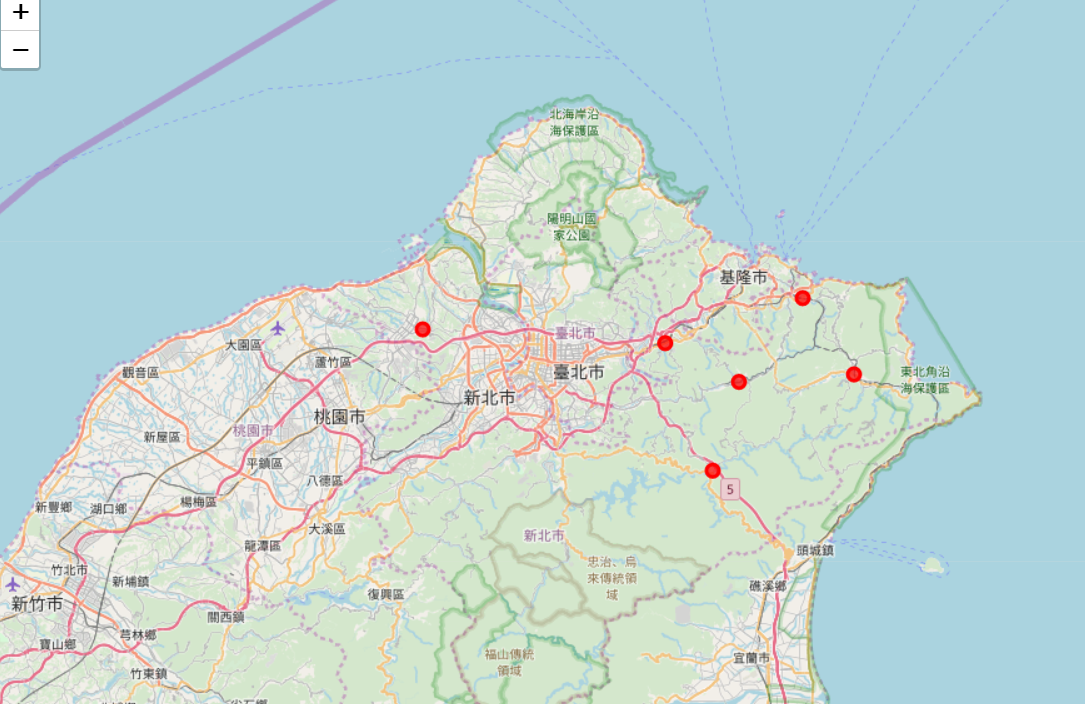 +
−
北海岸沿
海保護區
陽明山國
家公園
基隆市
大園區
臺北市
蘆竹區
觀音區
臺北市
東北角沿
海保護區
新北市
桃園市
新屋區
桃園市
平鎮區
八德區
5
楊梅區
新豐鄉
湖口鄉
大溪區
新北市
龍潭區
頭城鎮
忠治、烏
來傳統領
域
竹北市
新埔鎮
礁溪鄉
復興區
新竹市
關西鎮
芎林鄉
寶山鄉
福山傳統
領域
宜蘭市
竹東鎮